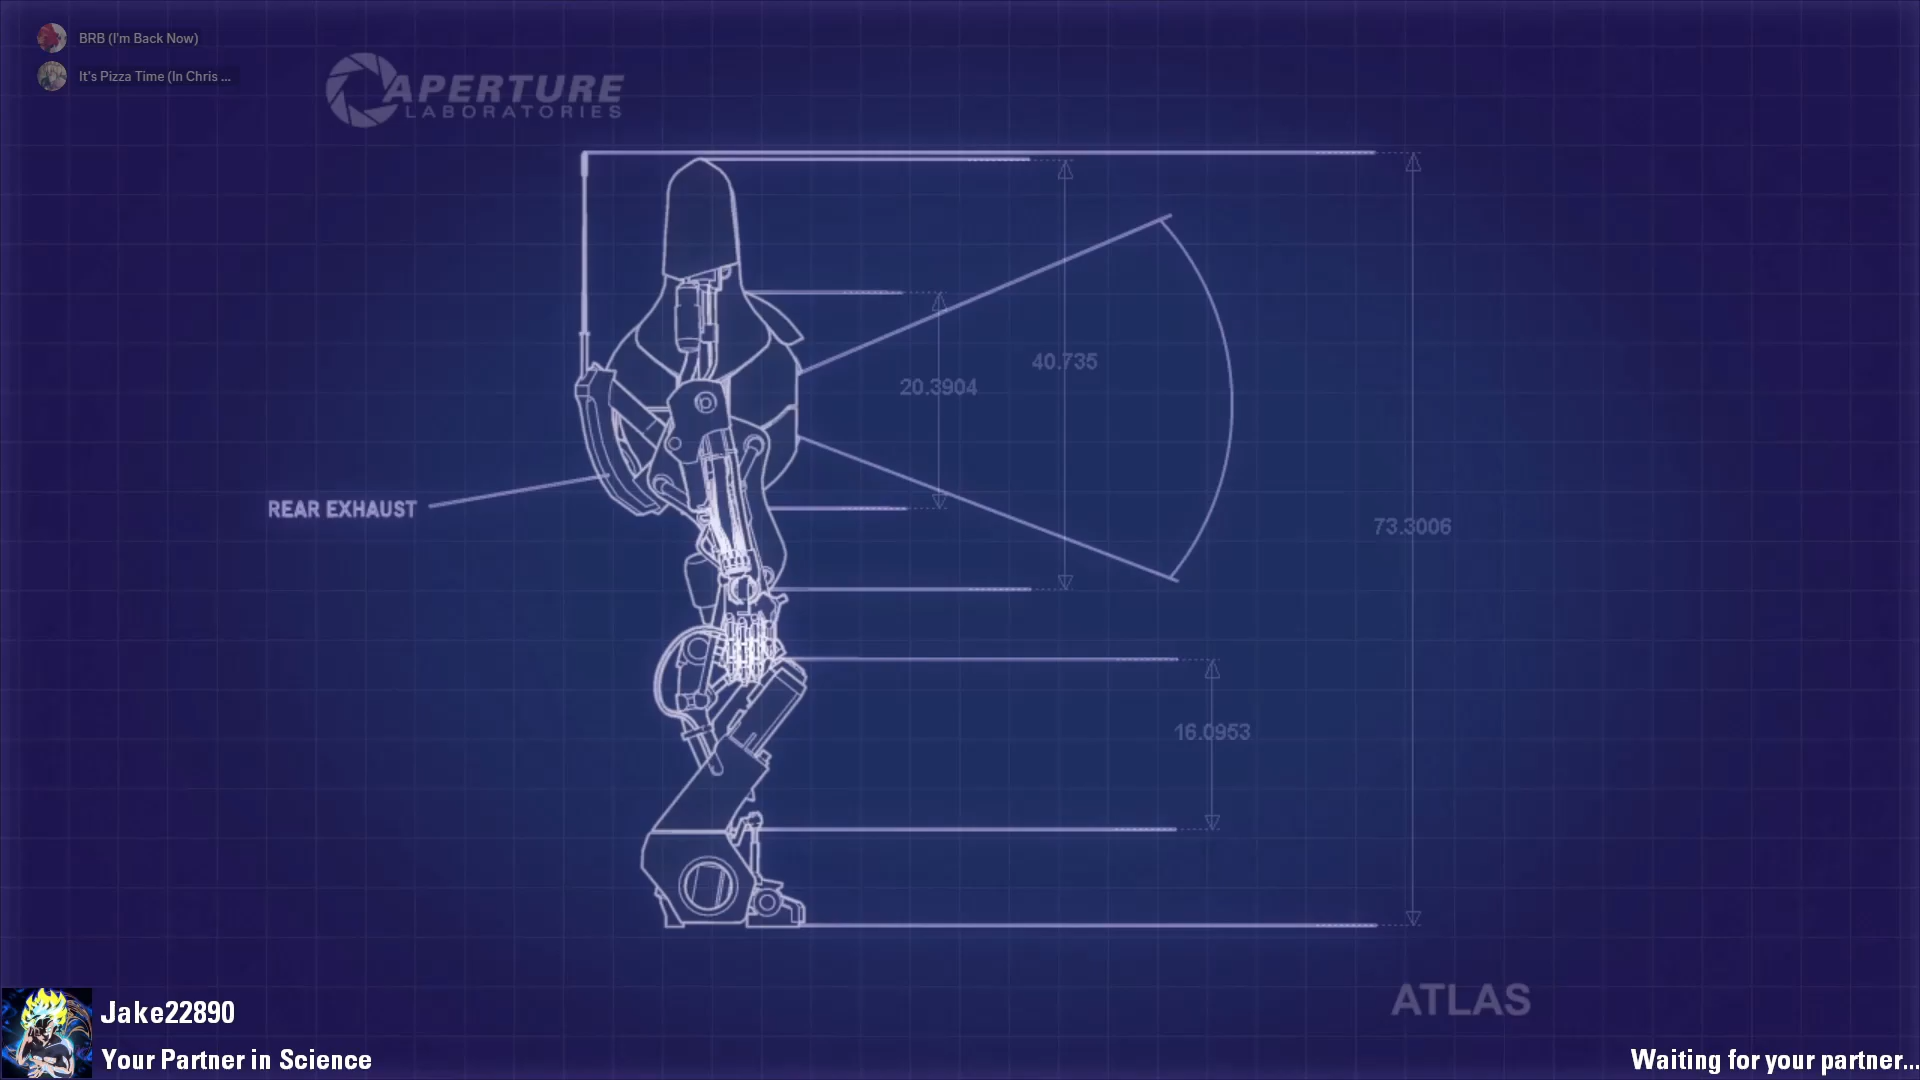 BRB (I'm Back Now)
It's Pizza Time (In Chris ...
APERTURE
LABORATORIES
40.735
20.3904
REAR EXHAUST
73.3006
16.0953
ATLAS
Jake22890
Your Partner in Science
Waiting for your partner...